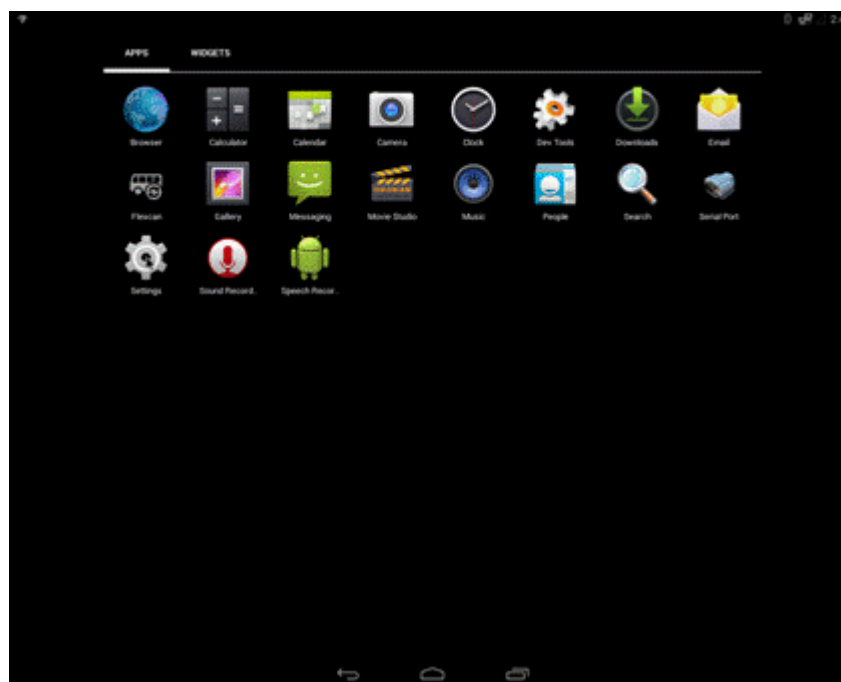 2:
APPS WIDGETS
Browser Calculator Calendar Camera Clock Dev Tools Downloads Email
Flexcan Gallery Messaging Movie Studio Music People Search Serial Port
Settings Sound Record.. Speech Recor..